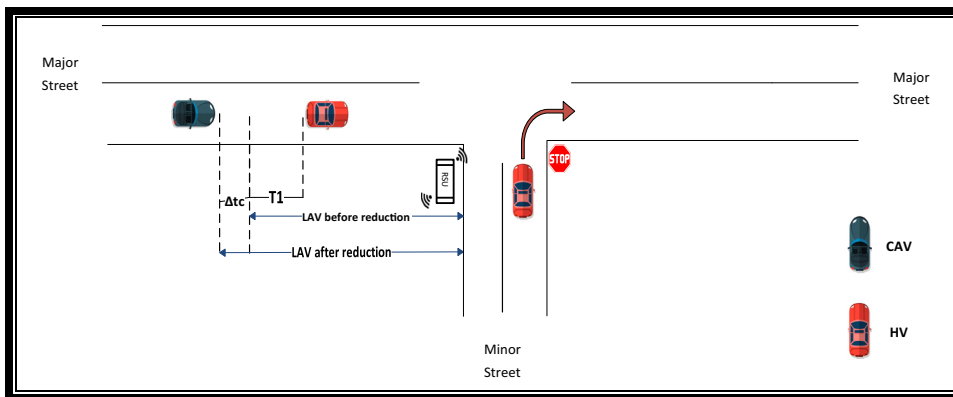 Major
Street
Major
Street
STOP
RSU
Δtc
T1
LAV before reduction
LAV after reduction
CAV
HV
Minor
Street